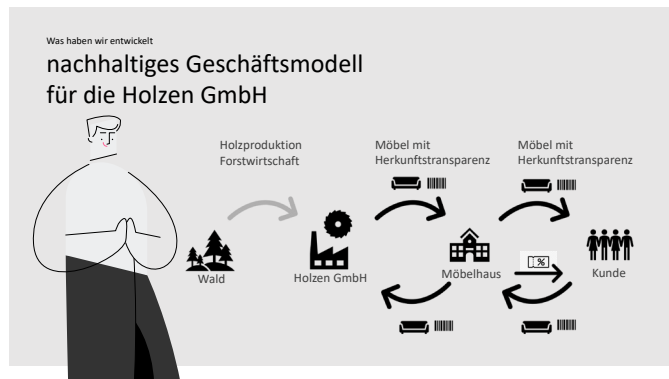 Was haben wir entwickelt
nachhaltiges Geschäftsmodell
für die Holzen GmbH
Holzproduktion
Forstwirtschaft
Möbel mit
Herkunftstransparenz
Möbel mit
Herkunftstransparenz
%
Wald
Holzen GmbH
Möbelhaus
Kunde